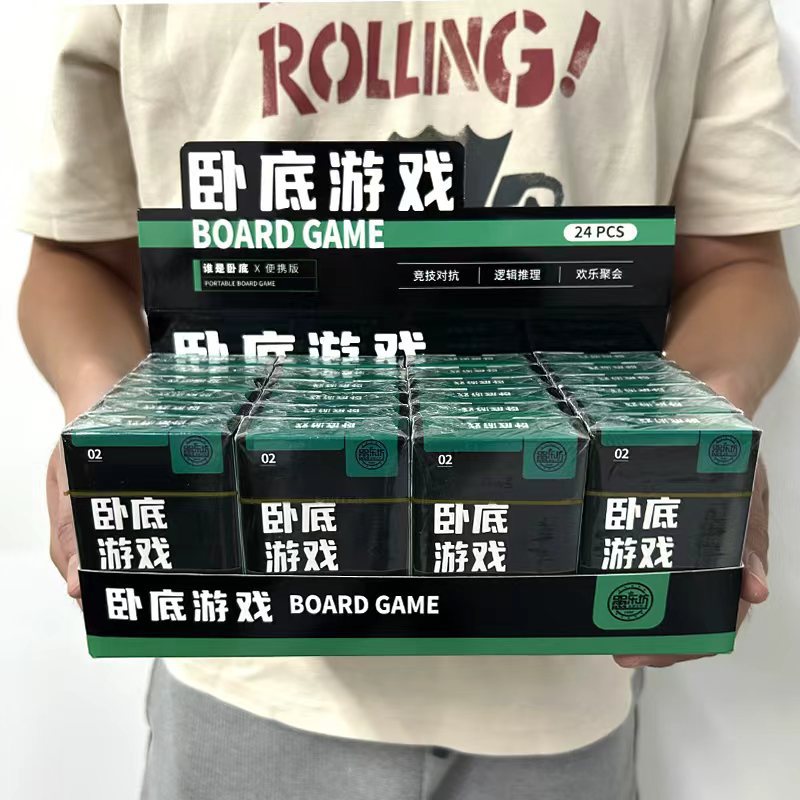 ROLLING!
卧底游戏
BOARD GAME
24 PCS
谁是卧底 X 便携版
PORTABLE BOARD GAME
竞技对抗
逻辑推理
欢乐聚会
卧底游戏
02
卧底
游戏
02
卧底
游戏
02
卧底
游戏
02
卧底
游戏
卧底游戏 BOARD GAME